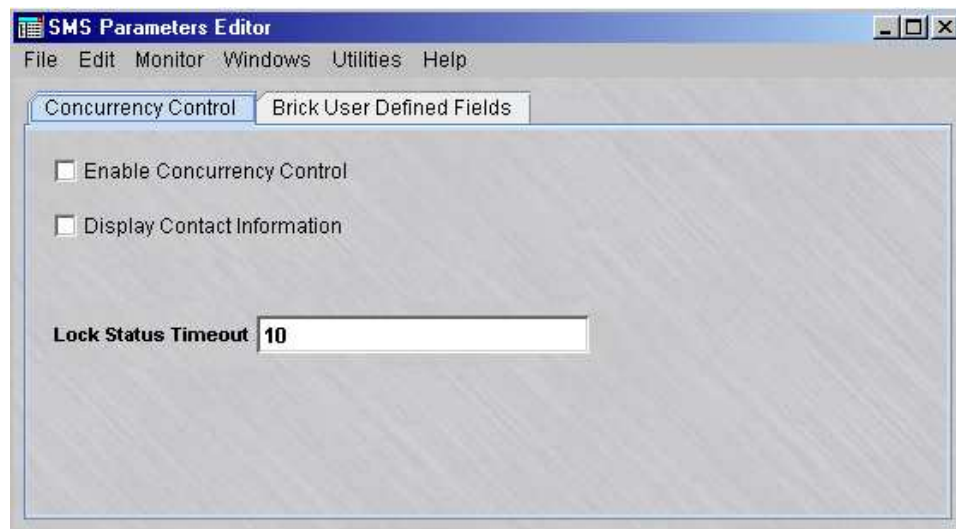 SMS Parameters Editor
File Edit Monitor Windows Utilities Help
Concurrency Control Brick User Defined Fields
Enable Concurrency Control
Display Contact Information
Lock Status Timeout 10